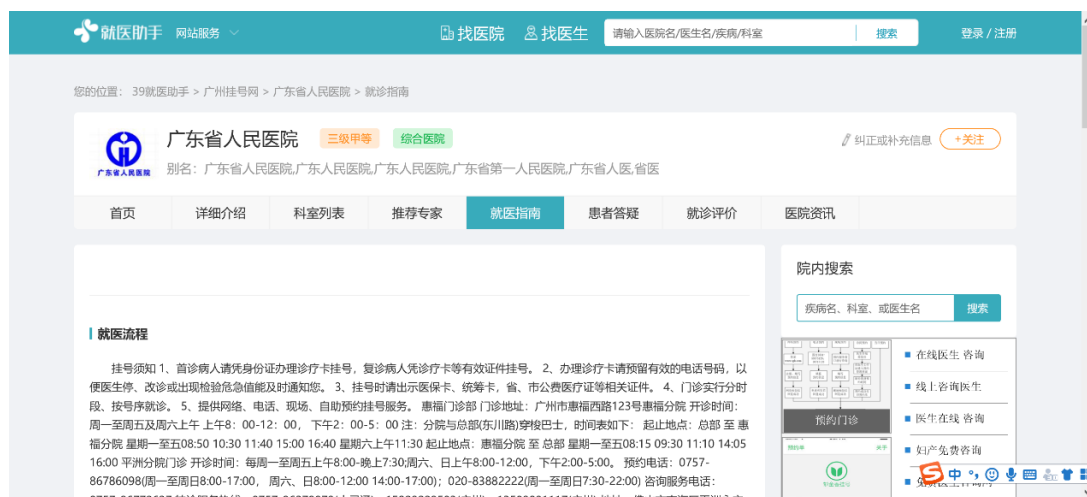 就医助手 网站服务 找医院 找医生 请输入医院名/医生名/疾病/科室 搜索 登录 / 注册
您的位置： 39就医助手 > 广州挂号网 > 广东省人民医院 > 就诊指南
广东省人民医院 三级甲等 综合医院 纠正或补充信息 +关注
广东省人民医院
别名：广东省人民医院,广东人民医院,广东人民医院,广东省第一人民医院,广东省人医,省医
首页 详细介绍 科室列表 推荐专家 就医指南 患者答疑 就诊评价 医院资讯
院内搜索
疾病名、科室、或医生名 搜索
就医流程
挂号须知 1、首诊病人请凭身份证办理诊疗卡挂号，复诊病人凭诊疗卡等有效证件挂号。 2、办理诊疗卡请预留有效的电话号码，以
便医生停、改诊或出现检验危急值能及时通知您。 3、挂号时请出示医保卡、统筹卡，省、市公费医疗证等相关证件。 4、门诊实行分时
段、按号序就诊。 5、提供网络、电话、现场、自助预约挂号服务。 惠福门诊部 门诊地址：广州市惠福西路123号惠福分院 开诊时间：
周一至周五及周六上午 上午8：00-12：00， 下午2：00-5：00 注：分院与总部(东川路)穿梭巴士，时间表如下： 起止地点：总部 至 惠
福分院 星期一至五08:50 10:30 11:40 15:00 16:40 星期六上午11:30 起止地点：惠福分院 至 总部 星期一至五08:15 09:30 11:10 14:05
16:00 平洲分院门诊 开诊时间：每周一至周五上午8:00-晚上7:30;周六、日上午8:00-12:00，下午2:00-5:00。 预约电话：0757-
86786098(周一至周日8:00-17:00， 周六、日8:00-12:00 14:00-17:00)；020-83882222(周一至周日7:30-22:00) 咨询服务电话：
预约门诊
在线医生 咨询
线上咨询医生
医生在线 咨询
妇产免费咨询
中